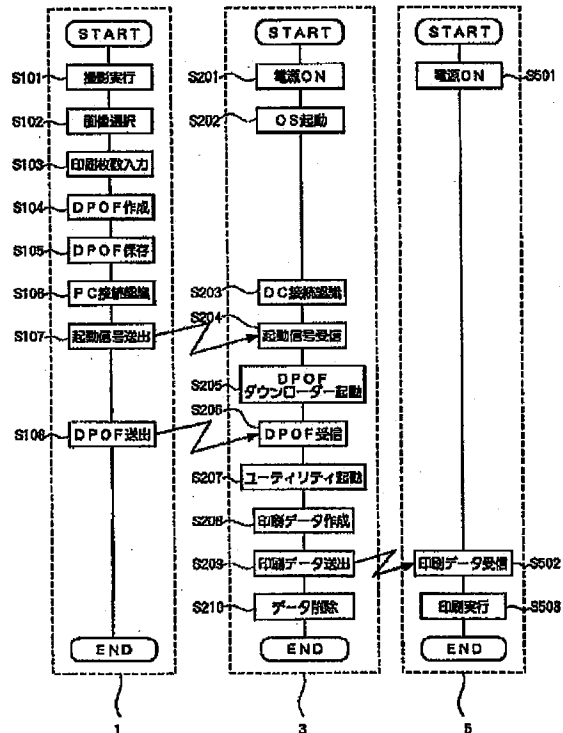 START
S101 撮影実行
S102 画像選択
S103 印刷枚数入力
S104 DPOF作成
S105 DPOF保存
S106 PC接続認識
S107 起動信号送出
S108 DPOF送出
END
1
START
S201 電源ON
S202 OS起動
S203 DC接続認識
S204 起動信号受信
S205 DPOF
ダウンローダー起動
S206 DPOF受信
S207 ユーティリティ起動
S208 印刷データ作成
S209 印刷データ送出
S210 データ削除
END
3
START
電源ON S501
印刷データ受信 S502
印刷実行 S503
END
5